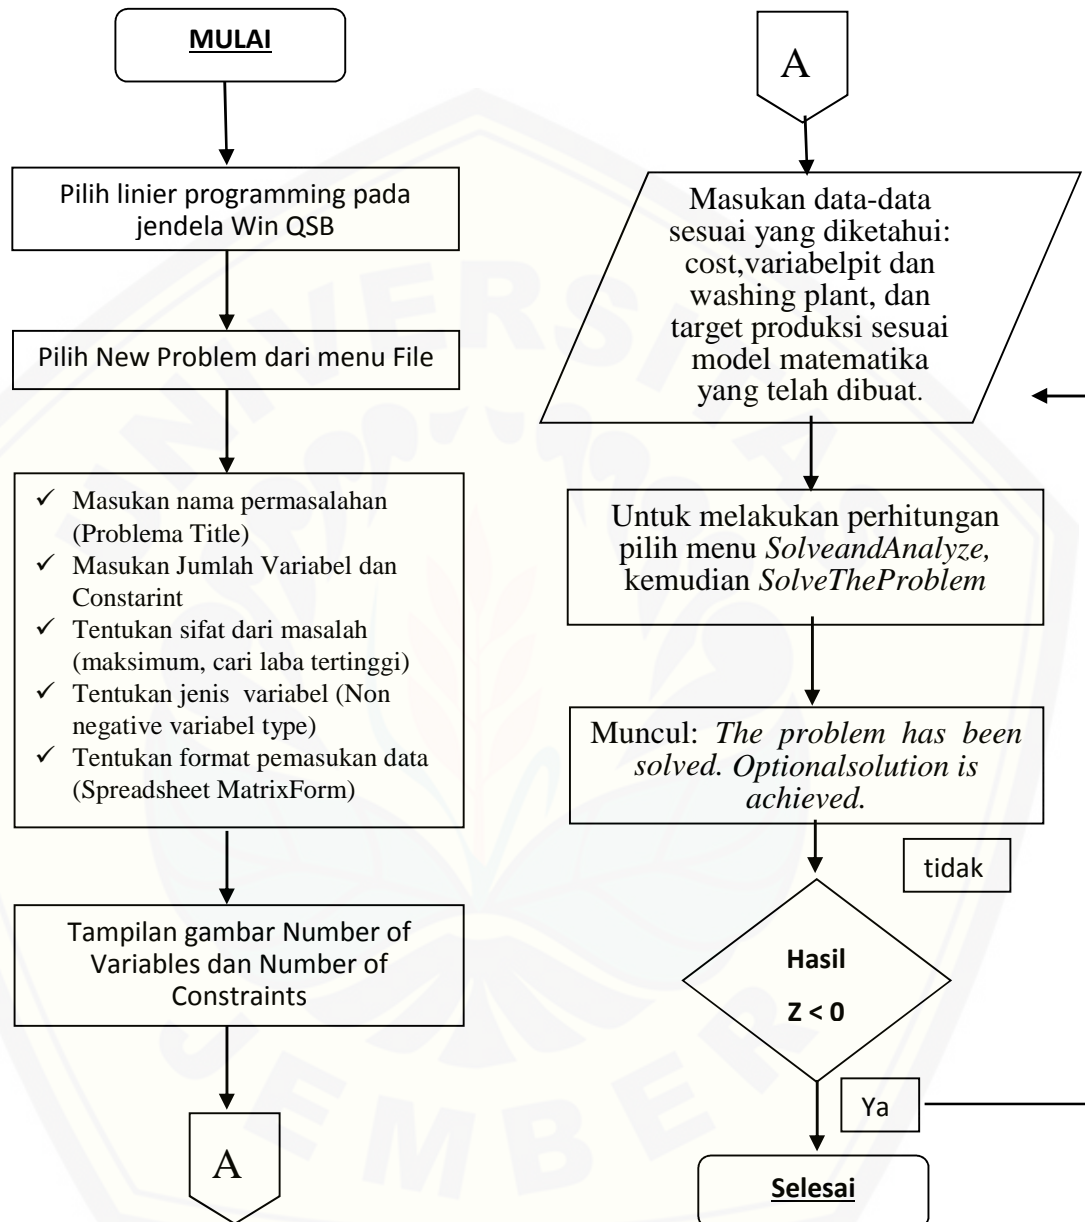 MULAI
Pilih linier programming pada
jendela Win QSB
Pilih New Problem dari menu File
✓ Masukan nama permasalahan
(Problema Title)
✓ Masukan Jumlah Variabel dan
Constarint
✓ Tentukan sifat dari masalah
(maksimum, cari laba tertinggi)
✓ Tentukan jenis variabel (Non
negative variabel type)
✓ Tentukan format pemasukan data
(Spreadsheet MatrixForm)
Tampilan gambar Number of
Variables dan Number of
Constraints
A
A
Masukan data-data
sesuai yang diketahui:
cost,variabelpit dan
washing plant, dan
target produksi sesuai
model matematika
yang telah dibuat.
Untuk melakukan perhitungan
pilih menu SolveandAnalyze,
kemudian SolveTheProblem
Muncul: The problem has been
solved. Optionalsolution is
achieved.
tidak
Hasil
Z < 0
Ya
Selesai
UNIVERSITAS
JEMBER